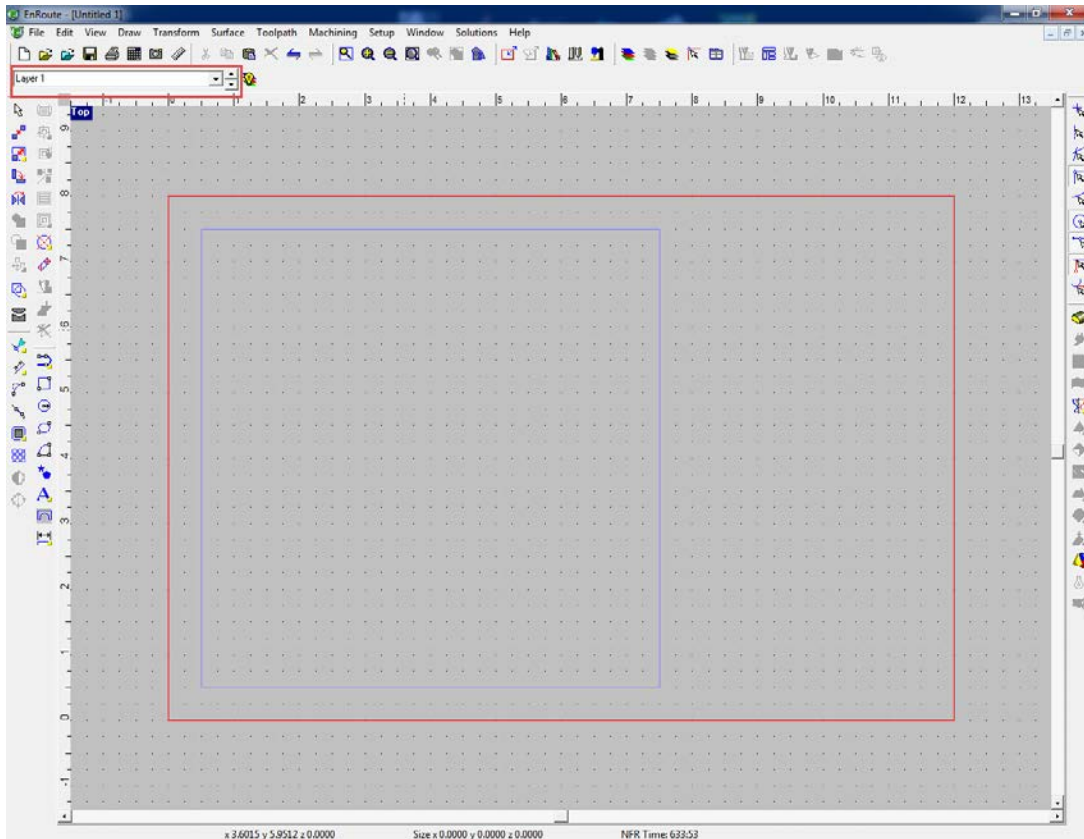 EnRoute - [Untitled 1]
File Edit View Draw Transform Surface Toolpath Machining Setup Window Solutions Help
Layer 1
-1 0 1 2 3 4 5 6 7 8 9 10 11 12 13
Top
9
8
7
6
5
4
3
2
1
0
-1
x 3.6015 y 5.9512 z 0.0000 Size x 0.0000 y 0.0000 z 0.0000 NFR Time: 633:53